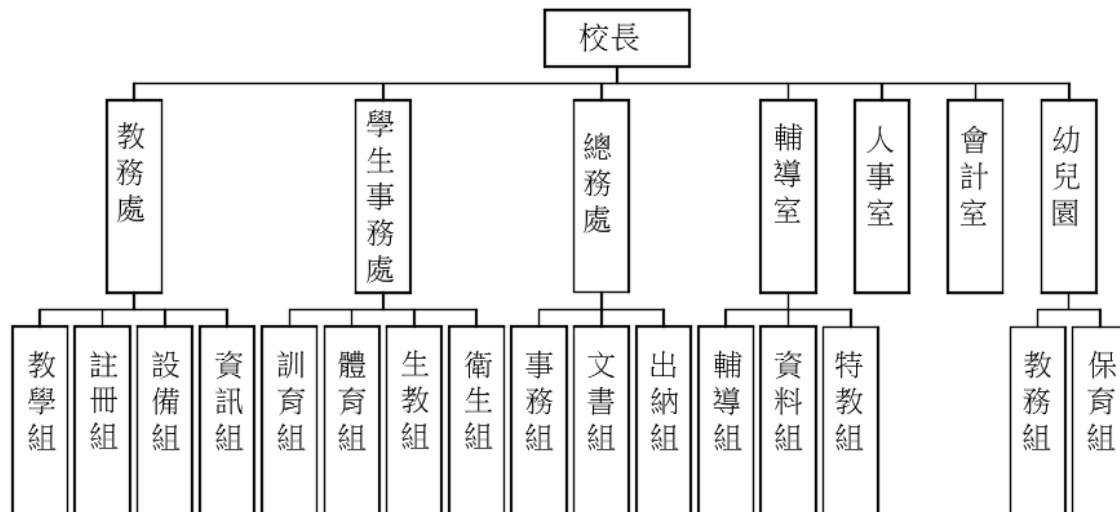 校長
教務處
學生事務處
總務處
輔導室
人事室
會計室
幼兒園
教學組
註冊組
設備組
資訊組
訓育組
體育組
生教組
衛生組
事務組
文書組
出納組
輔導組
資料組
特教組
教務組
保育組